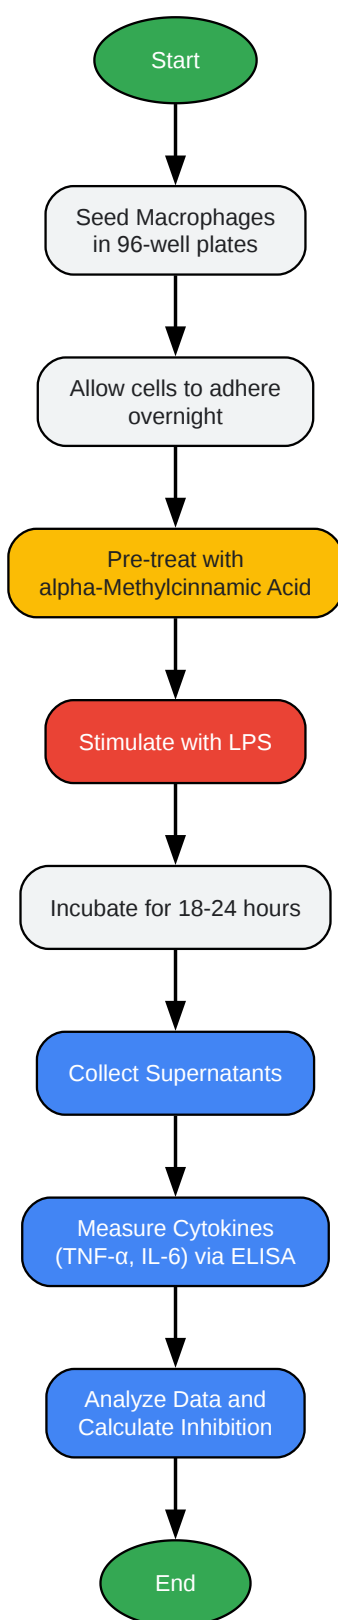 Start
Seed Macrophages
in 96-well plates
Allow cells to adhere
overnight
Pre-treat with
alpha-Methylcinnamic Acid
Stimulate with LPS
Incubate for 18-24 hours
Collect Supernatants
Measure Cytokines
(TNF-α, IL-6) via ELISA
Analyze Data and
Calculate Inhibition
End